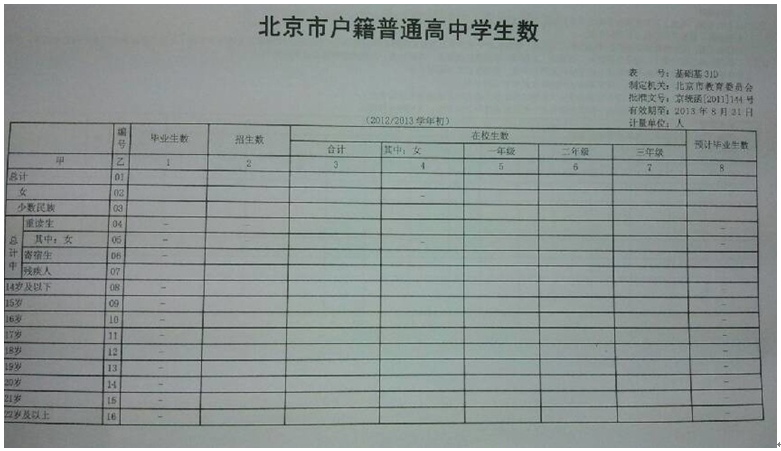 北京市户籍普通高中学生数
表 号：基础基31D
制定机关：北京市教育委员会
批准文号：京统函[2011]144号
有效期至：2013年8月31日
（2012/2013学年初） 计量单位：人
编号 毕业生数 招生数 在校生数 预计毕业生数
合计 其中：女 一年级 二年级 三年级
甲 乙 1 2 3 4 5 6 7 8
总计 01
女 02 -
少数民族 03
总计中 重读生 04 - -
其中：女 05 - - -
寄宿生 06 - -
残疾人 07
14岁及以下 08 - -
15岁 09 - -
16岁 10 - -
17岁 11 - -
18岁 12 - -
19岁 13 - -
20岁 14 - -
21岁 15 - -
22岁及以上 16 - -